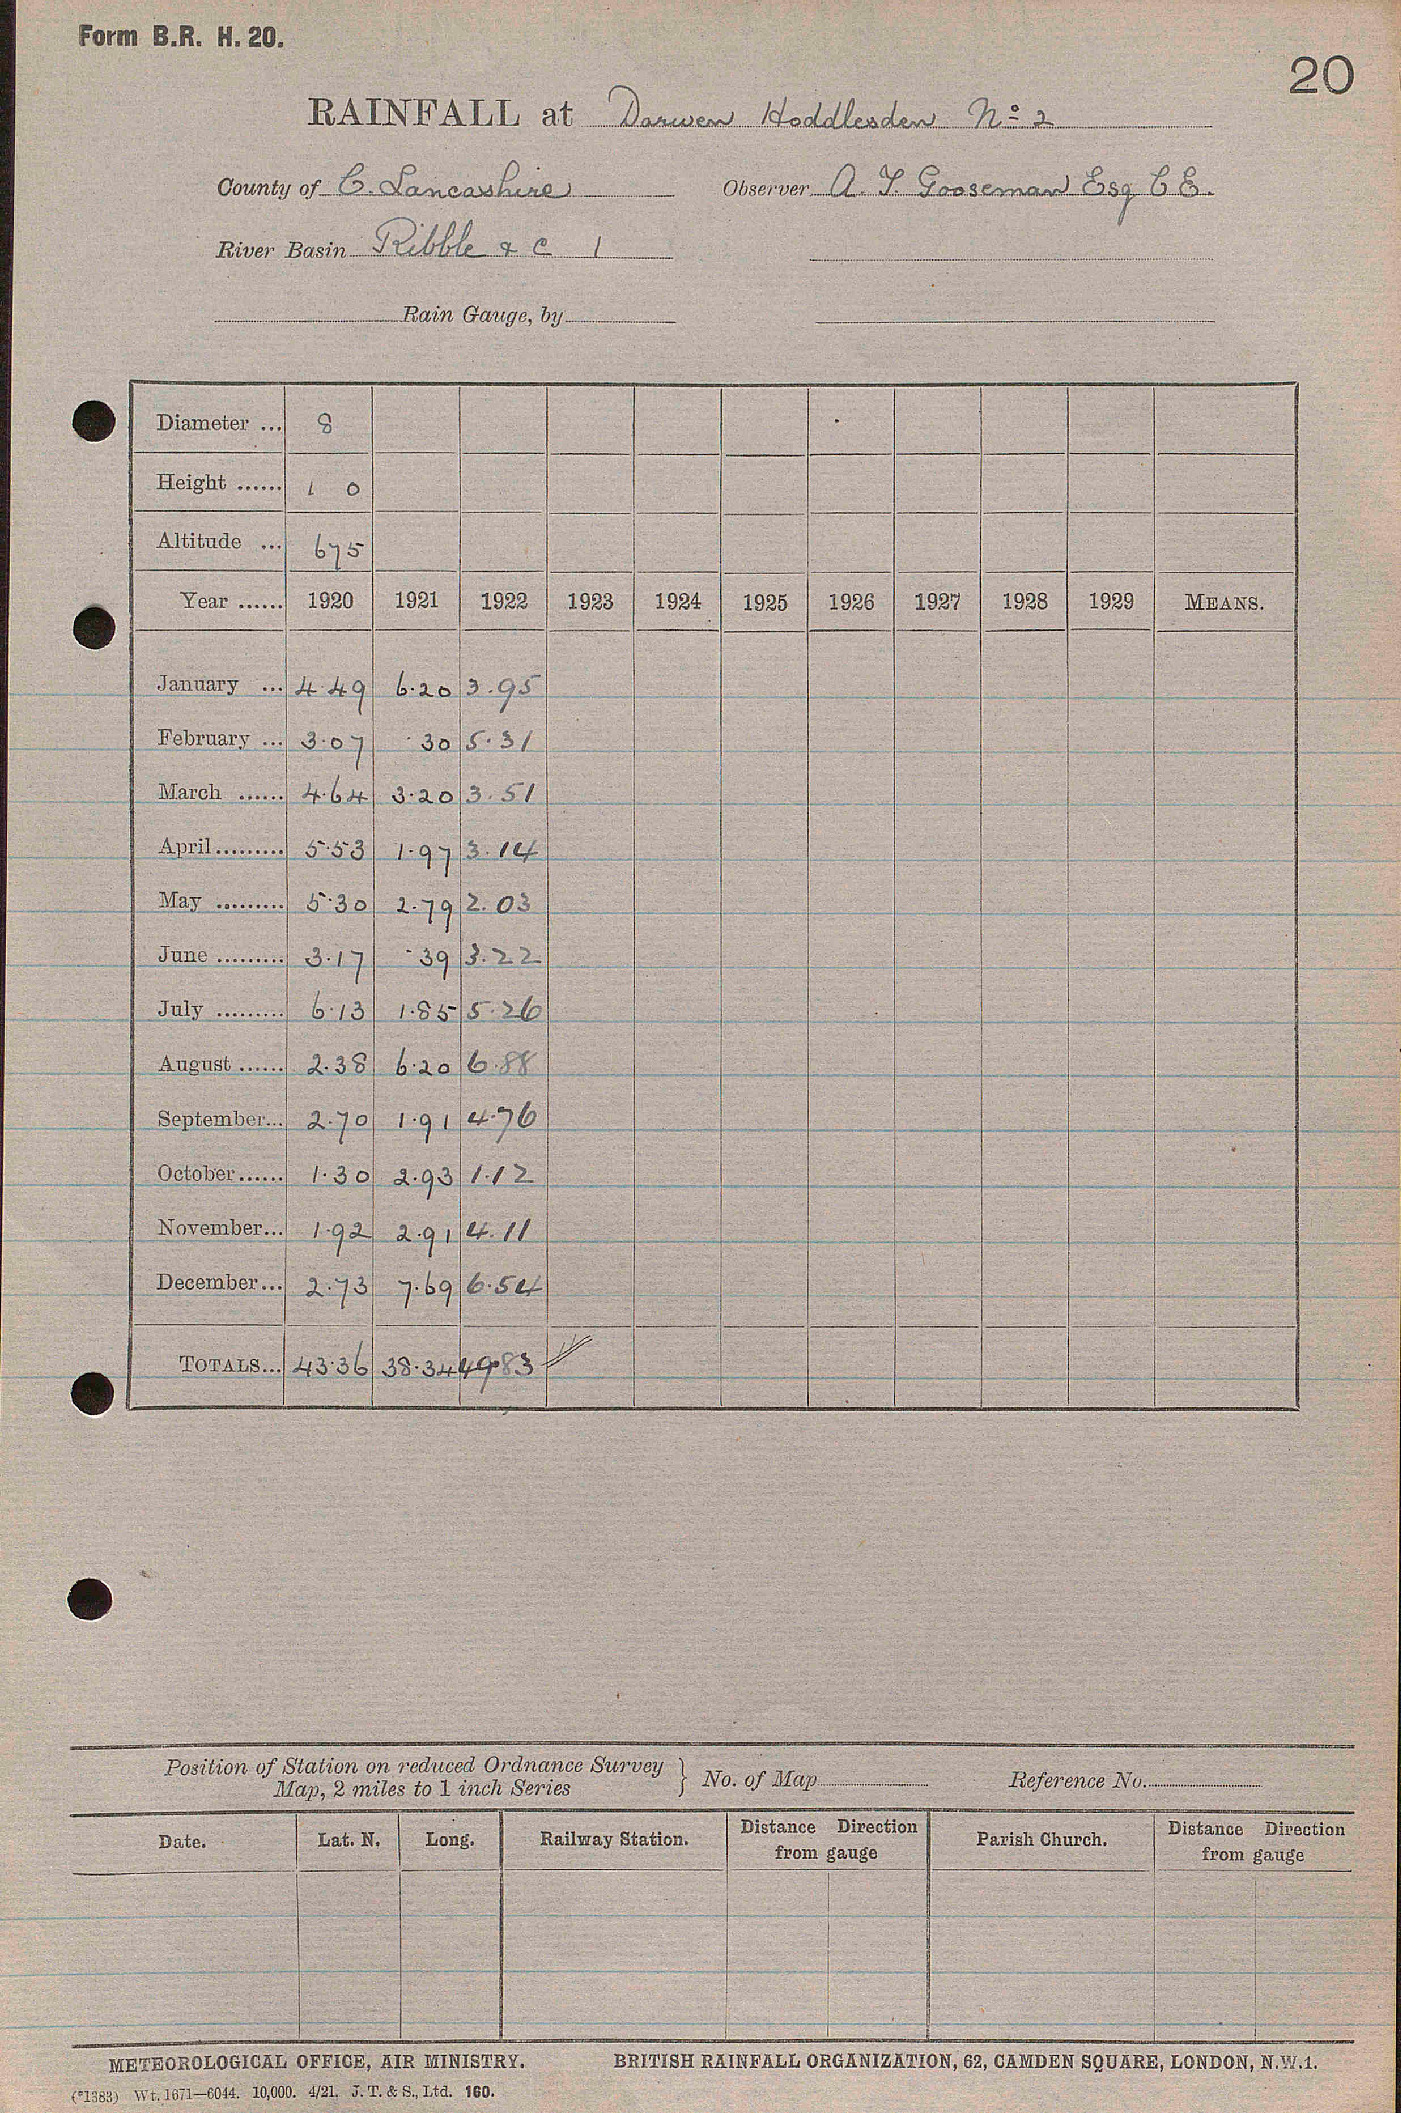 Form B.R. H. 20.
20
RAINFALL at Darwen Hoddlesden No 2
County of C. Lancashire Observer A. T. Gooseman Esq C E.
River Basin Ribble & C 1
Rain Gauge, by
Diameter ... 8
Height ...... 1 0
Altitude ... 675
Year ...... 1920 1921 1922 1923 1924 1925 1926 1927 1928 1929 MEANS.
January ... 4.49 6.20 3.95
February ... 3.07 .30 5.31
March ...... 4.64 3.20 3.51
April ......... 5.53 1.97 3.14
May ......... 5.30 2.79 2.03
June ......... 3.17 .39 3.22
July ......... 6.13 1.85 5.26
August ...... 2.38 6.20 6.88
September... 2.70 1.91 4.76
October...... 1.30 2.93 1.12
November... 1.92 2.91 4.11
December... 2.73 7.69 6.54
TOTALS... 43.36 38.34 49.83
Position of Station on reduced Ordnance Survey
Map, 2 miles to 1 inch Series } No. of Map Reference No.
Date. Lat. N. Long. Railway Station. Distance Direction from gauge Parish Church. Distance Direction from gauge
METEOROLOGICAL OFFICE, AIR MINISTRY. BRITISH RAINFALL ORGANIZATION, 62, CAMDEN SQUARE, LONDON, N.W.1.
(*1383) Wt. 1671—6044. 10,000. 4/21. J. T. & S., Ltd. 160.